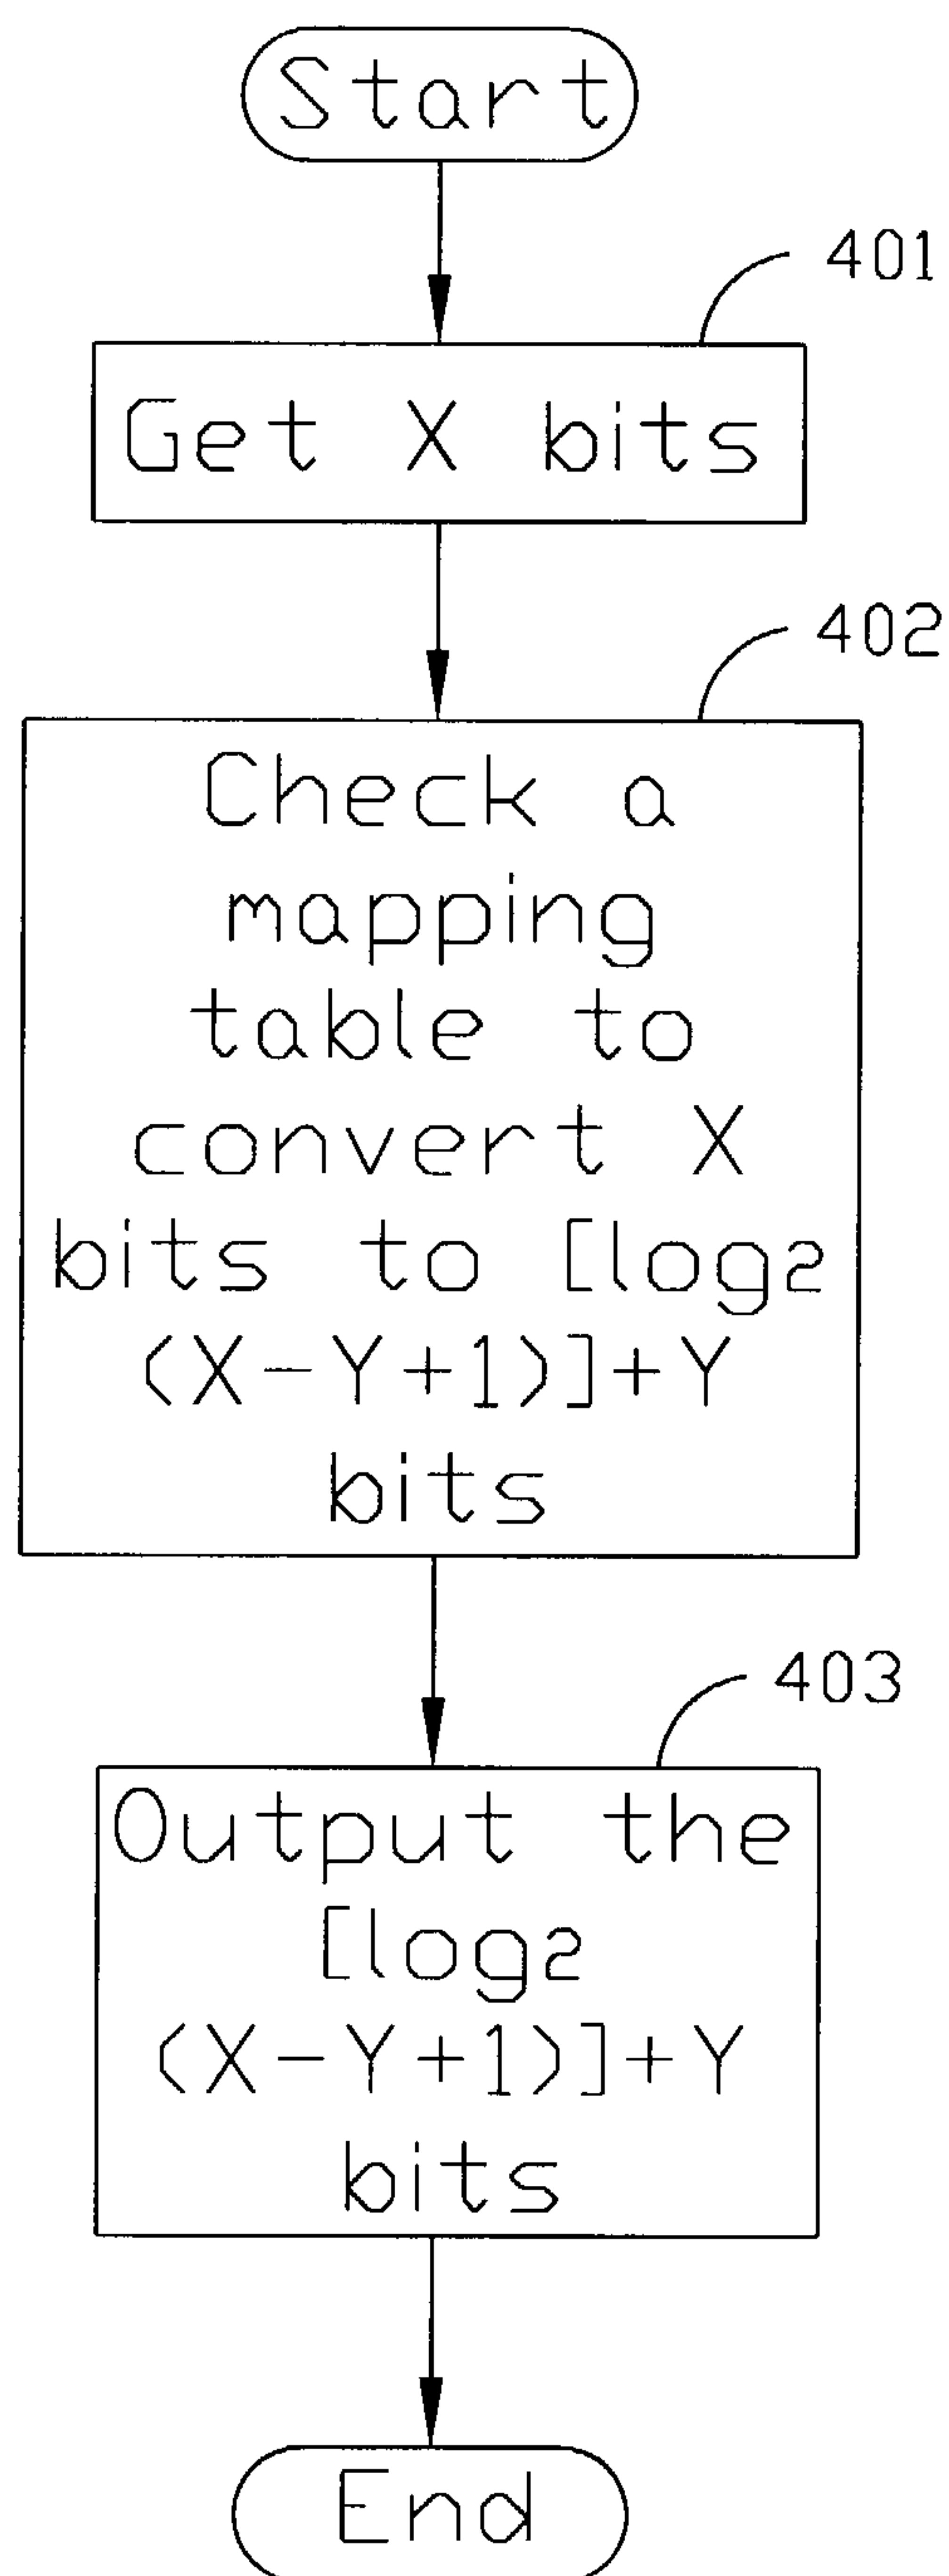 Start
401
Get X bits
402
Check a
mapping
table to
convert X
bits to [log2
(X-Y+1)]+Y
bits
403
Output the
[log2
(X-Y+1)]+Y
bits
End